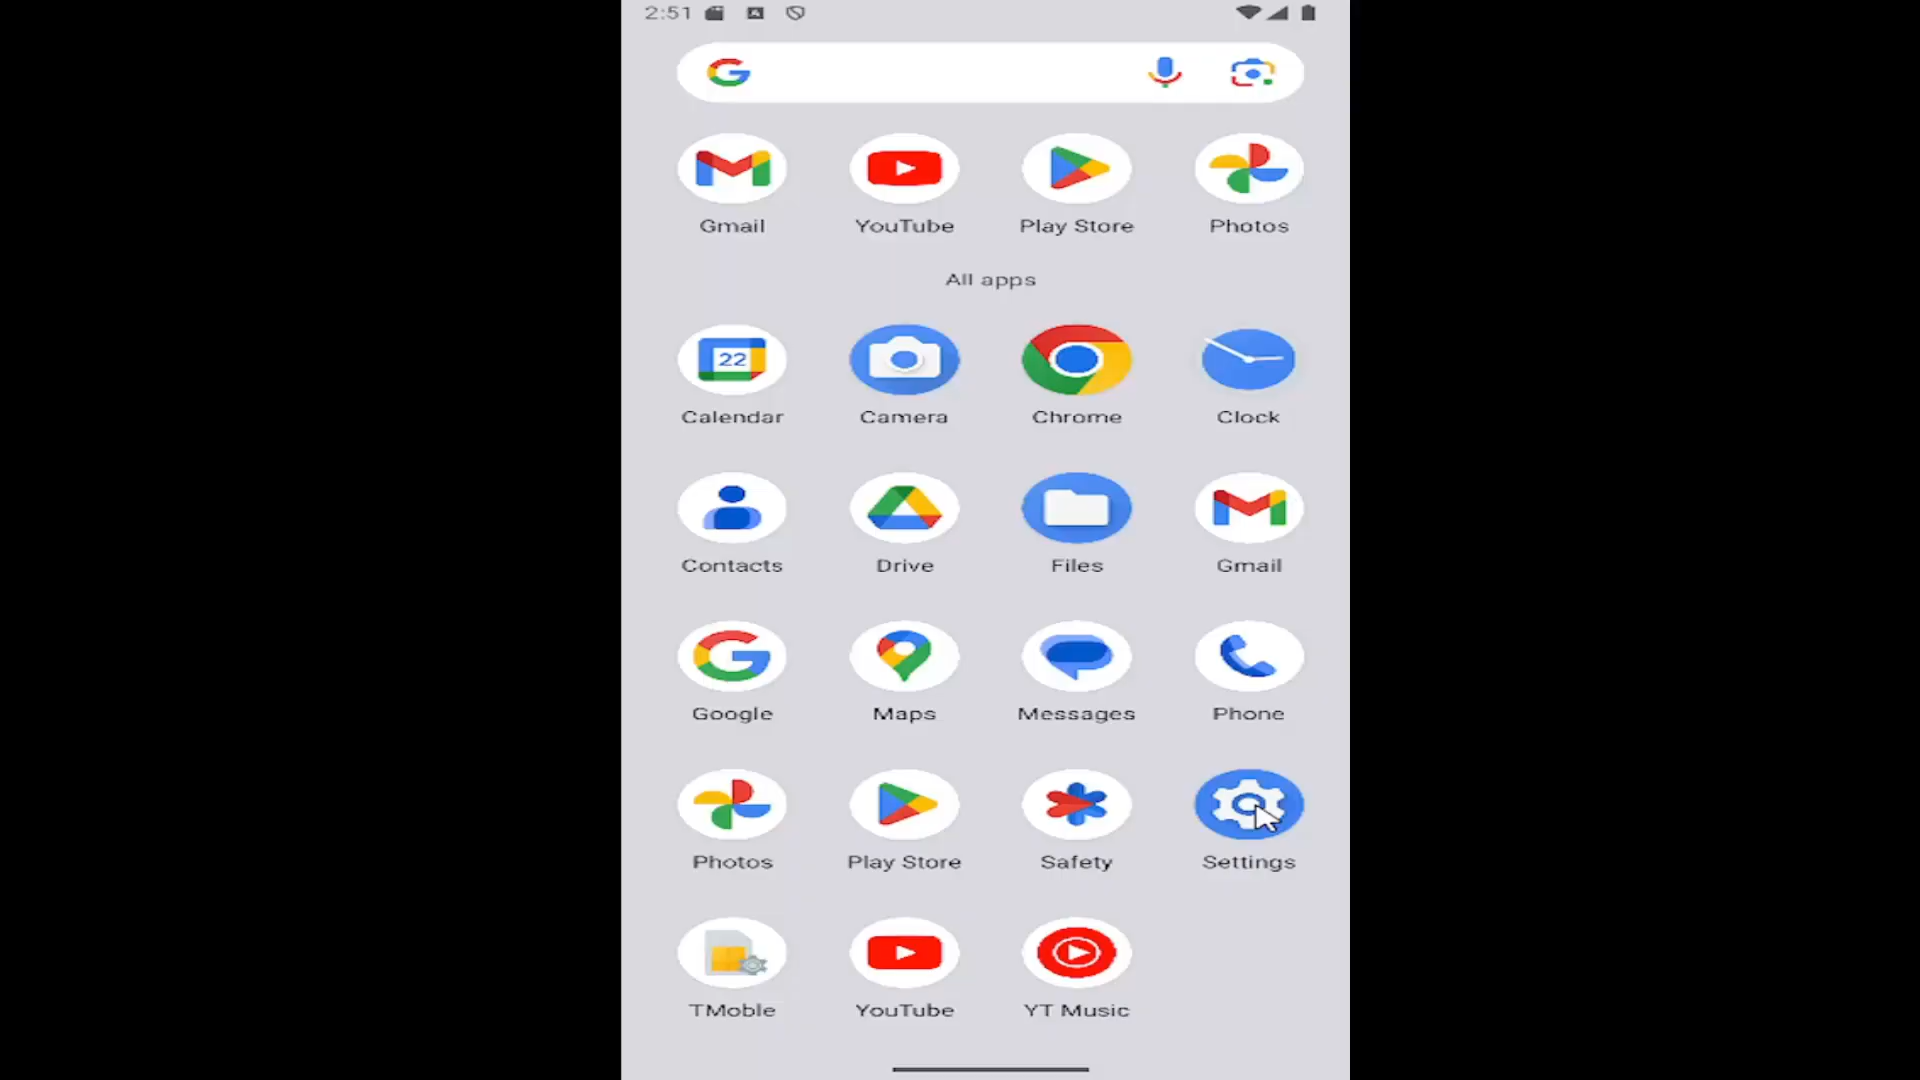 2:51
Gmail YouTube Play Store Photos
All apps
22
Calendar Camera Chrome Clock
Contacts Drive Files Gmail
Google Maps Messages Phone
Photos Play Store Safety Settings
TMoble YouTube YT Music